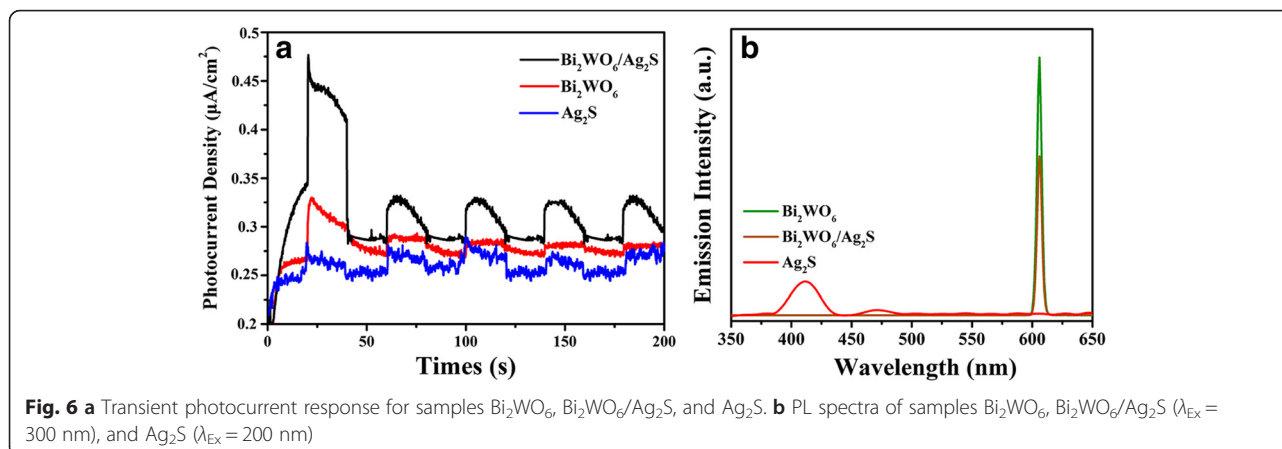 a
Bi₂WO₆/Ag₂S
Bi₂WO₆
Ag₂S
Photocurrent Density (µA/cm²)
0.5
0.45
0.4
0.35
0.3
0.25
0.2
0 50 100 150 200
Times (s)
b
Bi₂WO₆
Bi₂WO₆/Ag₂S
Ag₂S
Emission Intensity (a.u.)
350 400 450 500 550 600 650
Wavelength (nm)
Fig. 6 a Transient photocurrent response for samples Bi₂WO₆, Bi₂WO₆/Ag₂S, and Ag₂S. b PL spectra of samples Bi₂WO₆, Bi₂WO₆/Ag₂S (λEx =
300 nm), and Ag₂S (λEx = 200 nm)